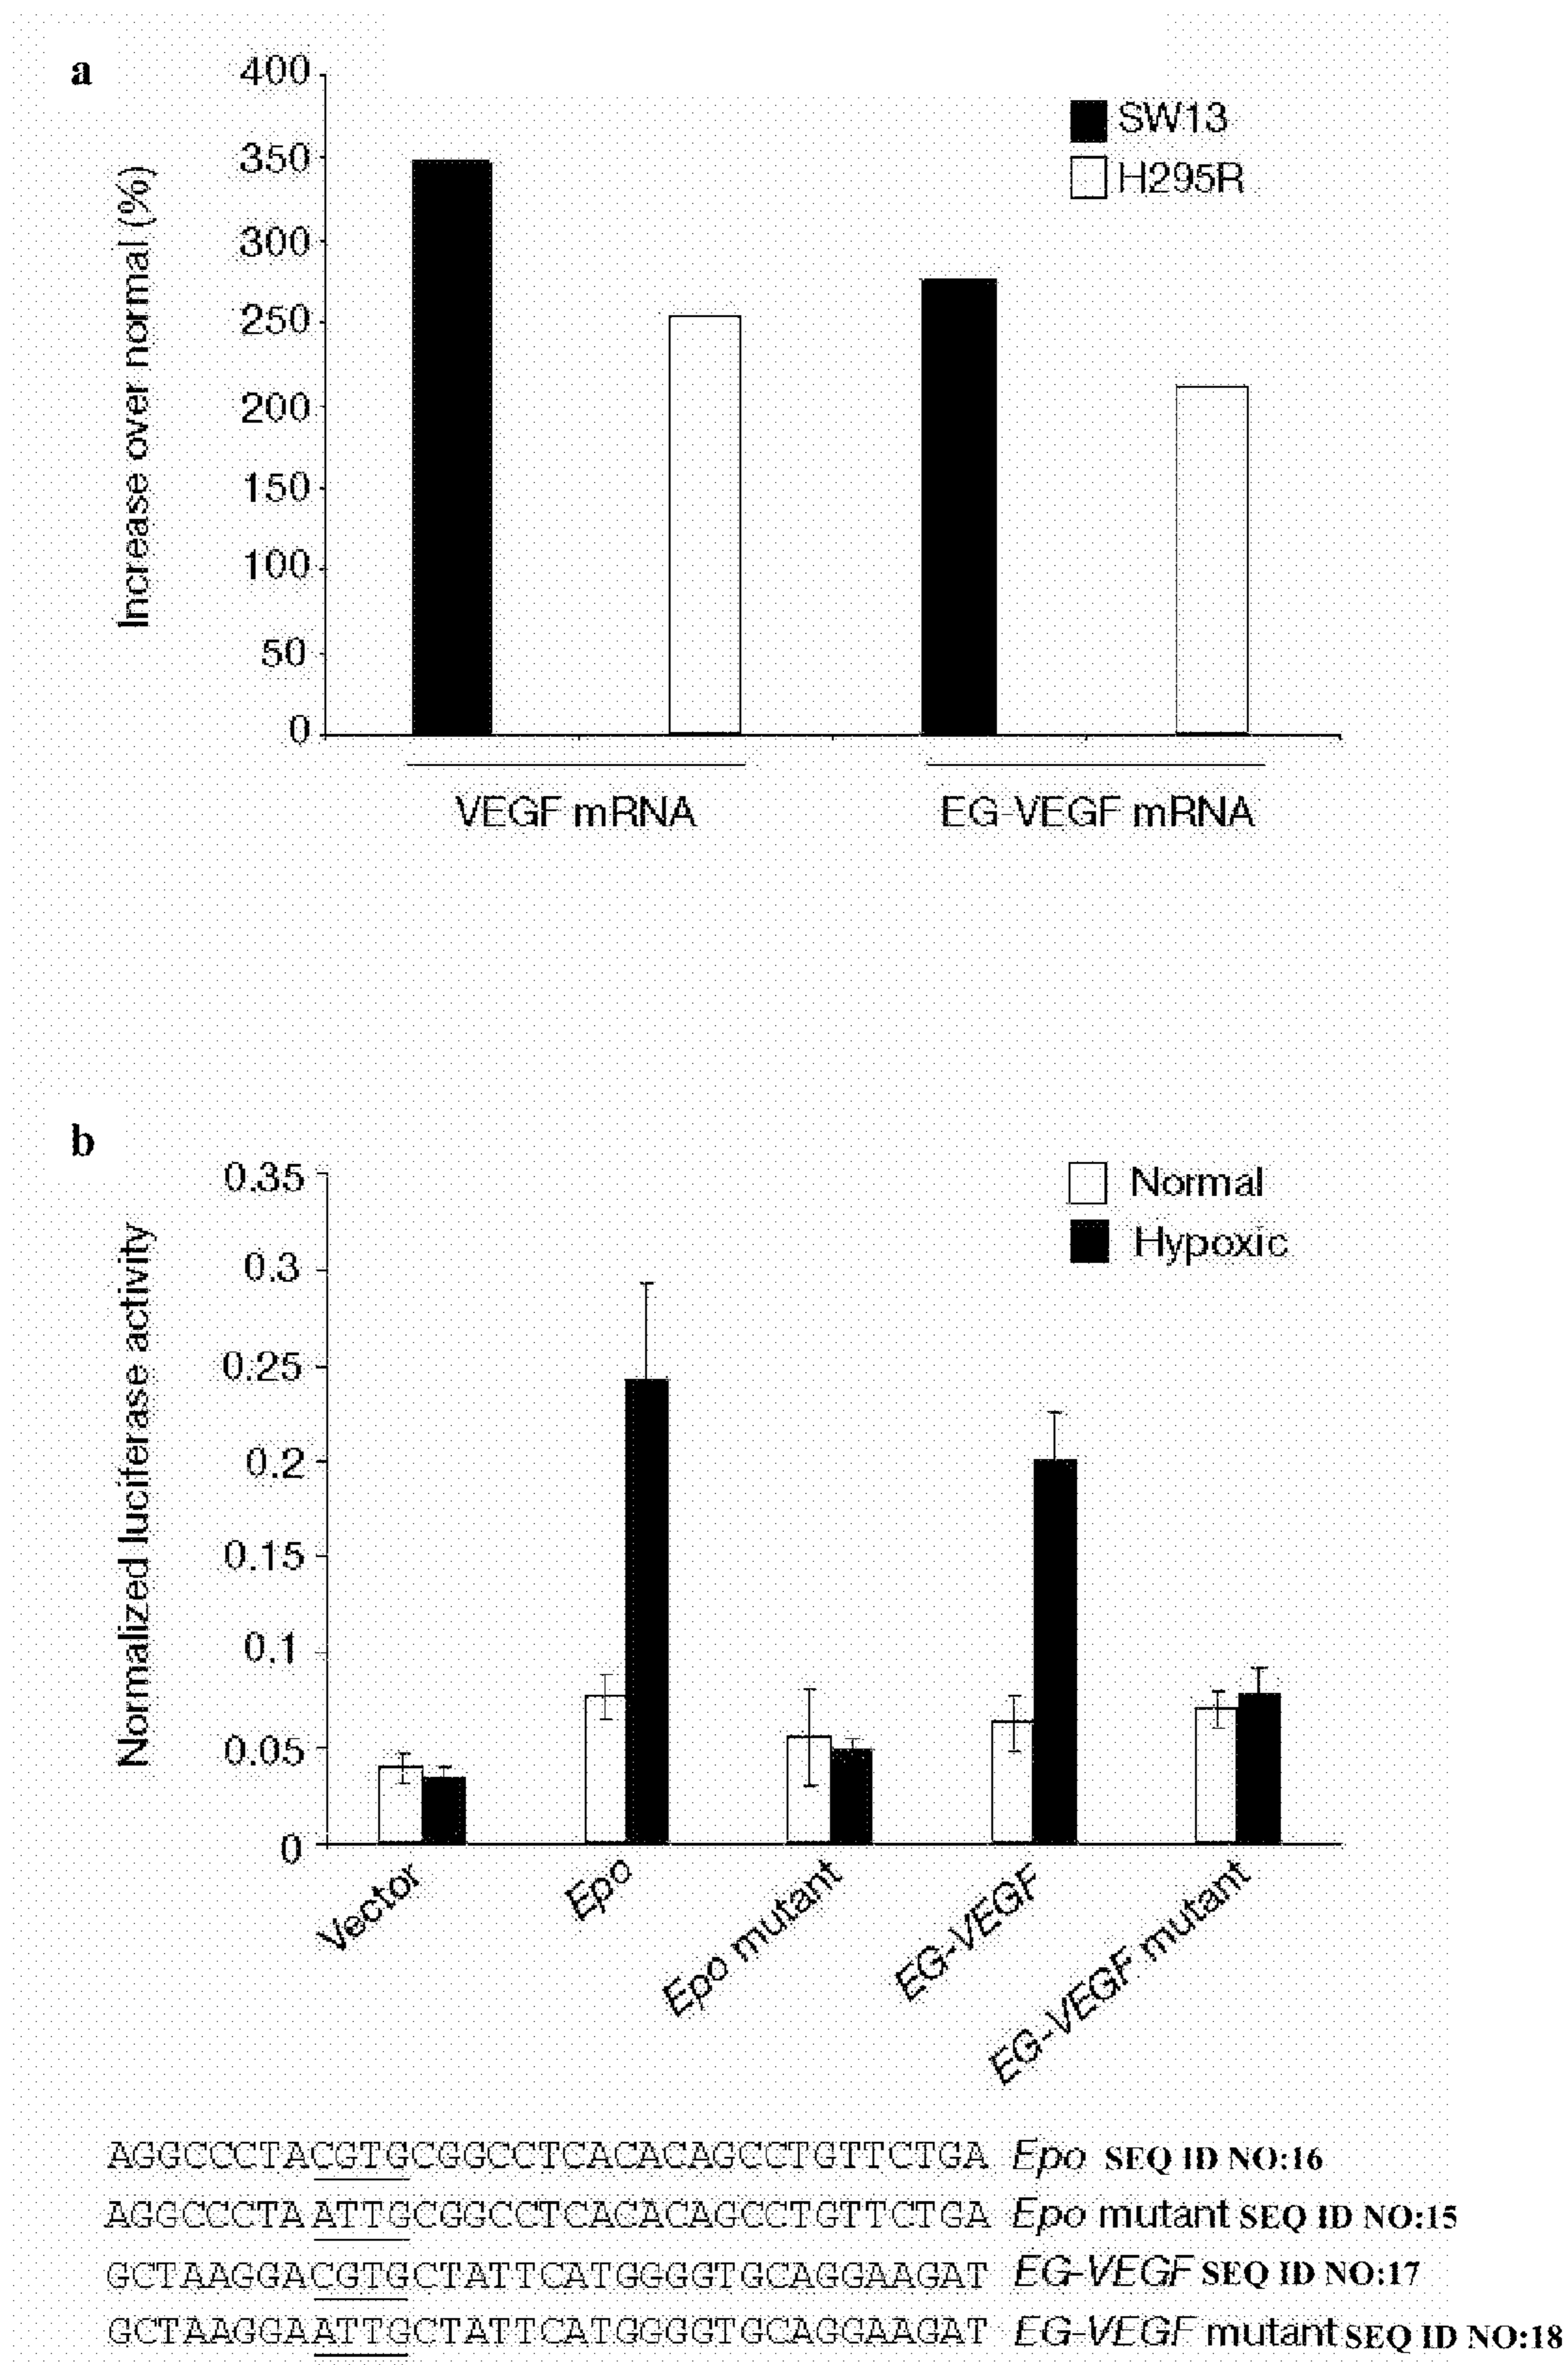 a
400
350
300
250
200
150
100
50
0
Increase over normal (%)
SW13
H295R
VEGF mRNA
EG-VEGF mRNA
b
0.35
0.3
0.25
0.2
0.15
0.1
0.05
0
Normalized luciferase activity
Normal
Hypoxic
Vector
Epo
Epo mutant
EG-VEGF
EG-VEGF mutant
AGGCCCTACGTGCGGCCTCACACAGCCTGTTCTGA Epo SEQ ID NO:16
AGGCCCTAATTGCGGCCTCACACAGCCTGTTCTGA Epo mutant SEQ ID NO:15
GCTAAGGACGTGCTATTCATGGGGTGCAGGAAGAT EG-VEGF SEQ ID NO:17
GCTAAGGAATTGCTATTCATGGGGTGCAGGAAGAT EG-VEGF mutant SEQ ID NO:18